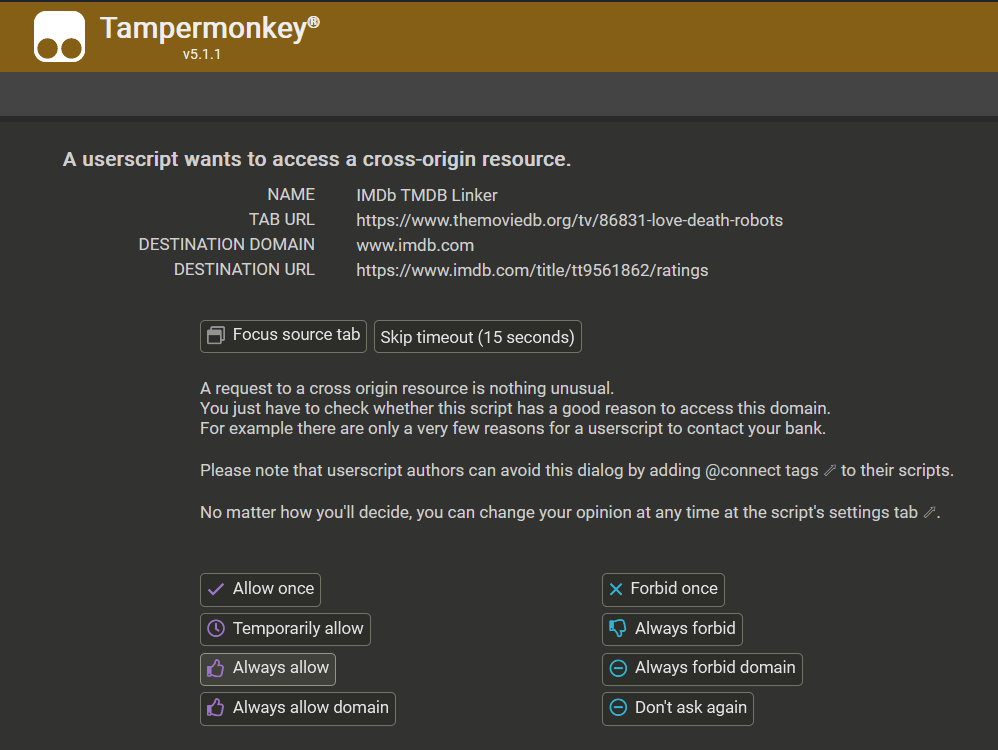 Tampermonkey®
v5.1.1
A userscript wants to access a cross-origin resource.
NAME IMDb TMDB Linker
TAB URL https://www.themoviedb.org/tv/86831-love-death-robots
DESTINATION DOMAIN www.imdb.com
DESTINATION URL https://www.imdb.com/title/tt9561862/ratings
Focus source tab Skip timeout (15 seconds)
A request to a cross origin resource is nothing unusual.
You just have to check whether this script has a good reason to access this domain.
For example there are only a very few reasons for a userscript to contact your bank.
Please note that userscript authors can avoid this dialog by adding @connect tags to their scripts.
No matter how you'll decide, you can change your opinion at any time at the script's settings tab .
Allow once Forbid once
Temporarily allow Always forbid
Always allow Always forbid domain
Always allow domain Don't ask again